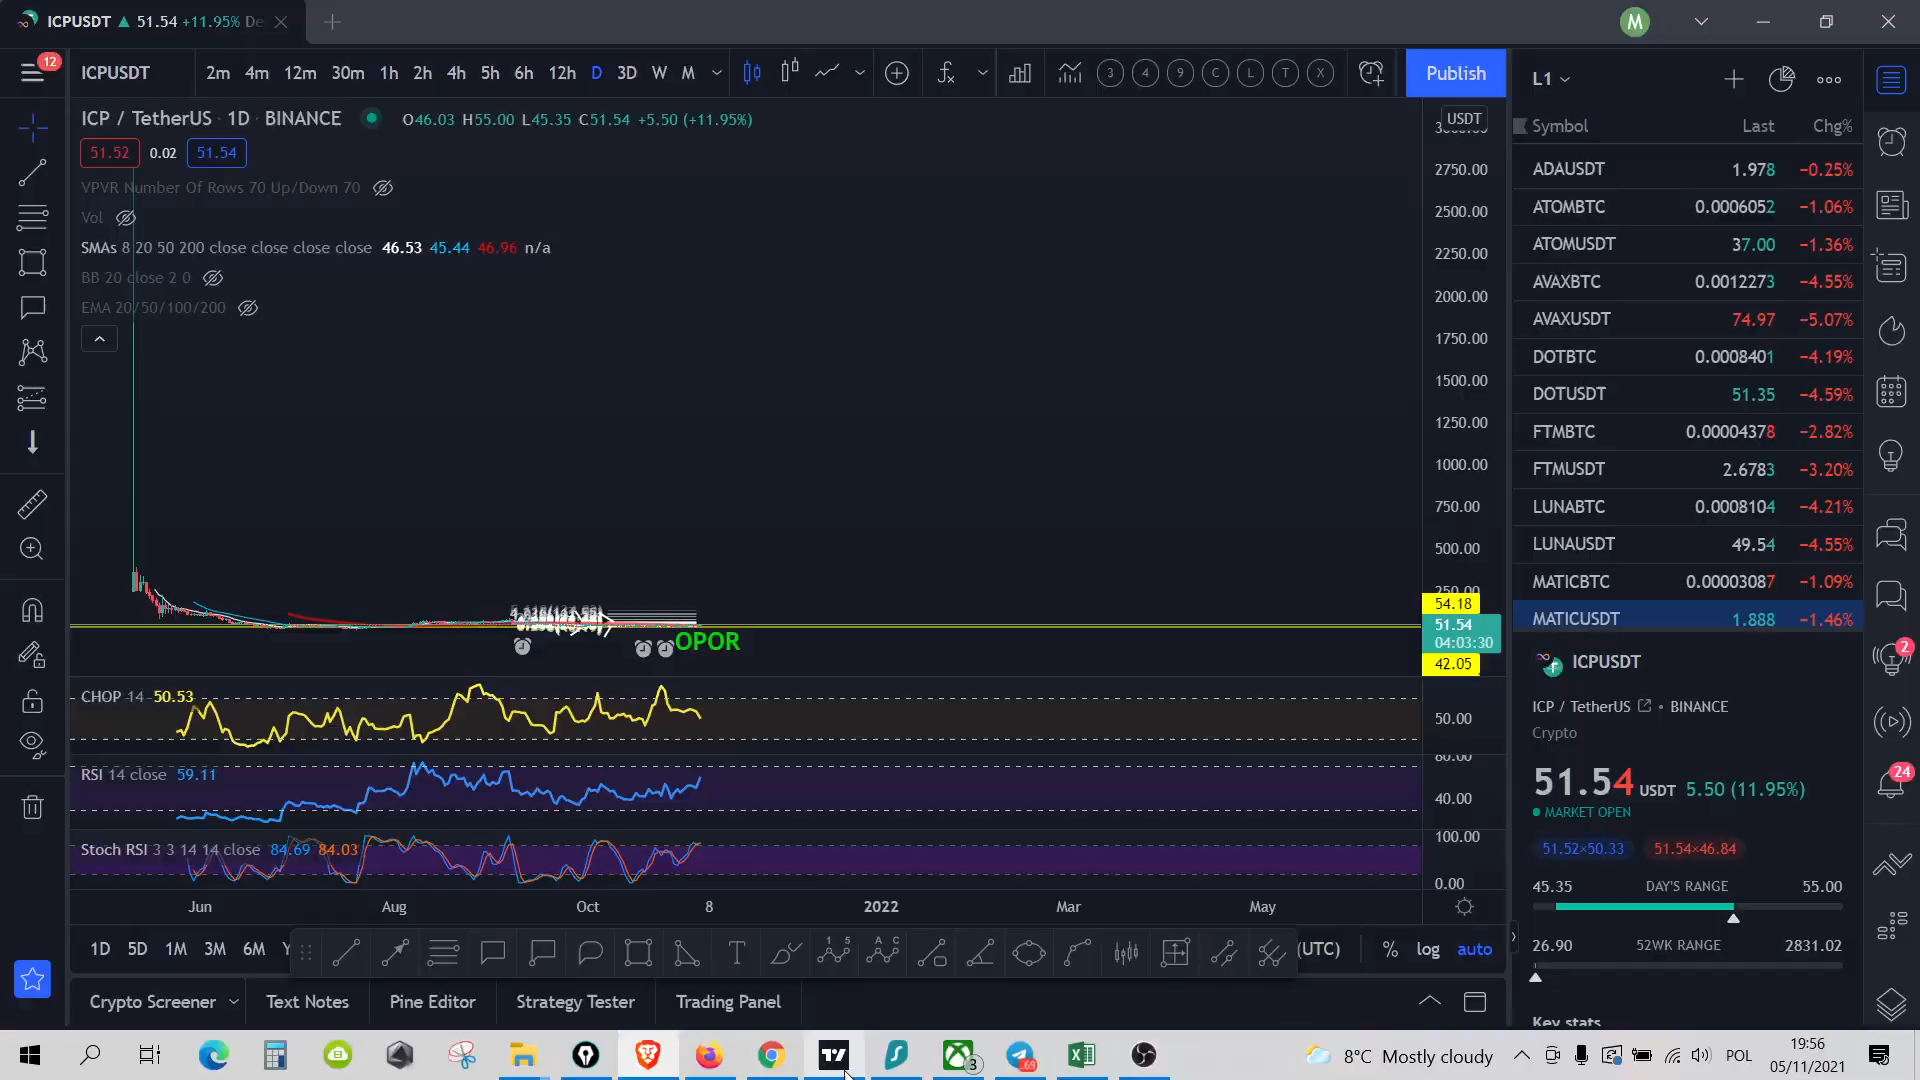 ICPUSDT ▲ 51.54 +11.95% De
M
12
ICPUSDT 2m 4m 12m 30m 1h 2h 4h 5h 6h 12h D 3D W M
3 4 9 C L T X
Publish
L1
ICP / TetherUS · 1D · BINANCE O46.03 H55.00 L45.35 C51.54 +5.50 (+11.95%)
51.52 0.02 51.54
VPVR Number Of Rows 70 Up/Down 70
Vol
SMAs 8 20 50 200 close close close close 46.53 45.44 46.96 n/a
BB 20 close 2 0
EMA 20/50/100/200
USDT
2750.00
2500.00
2250.00
2000.00
1750.00
1500.00
1250.00
1000.00
750.00
500.00
250.00
54.18
51.54
04:03:30
42.05
OPOR
CHOP 14 50.53
50.00
RSI 14 close 59.11
80.00
40.00
Stoch RSI 3 3 14 14 close 84.69 84.03
100.00
0.00
Jun Aug Oct 8 2022 Mar May
1D 5D 1M 3M 6M Y
(UTC) % log auto
Crypto Screener Text Notes Pine Editor Strategy Tester Trading Panel
Symbol Last Chg%
ADAUSDT 1.978 −0.25%
ATOMBTC 0.0006052 −1.06%
ATOMUSDT 37.00 −1.36%
AVAXBTC 0.0012273 −4.55%
AVAXUSDT 74.97 −5.07%
DOTBTC 0.0008401 −4.19%
DOTUSDT 51.35 −4.59%
FTMBTC 0.00004378 −2.82%
FTMUSDT 2.6783 −3.20%
LUNABTC 0.0008104 −4.21%
LUNAUSDT 49.54 −4.55%
MATICBTC 0.00003087 −1.09%
MATICUSDT 1.888 −1.46%
ICPUSDT
ICP / TetherUS • BINANCE
Crypto
51.54 USDT 5.50 (11.95%)
MARKET OPEN
51.52×50.33 51.54×46.84
45.35 DAY'S RANGE 55.00
26.90 52WK RANGE 2831.02
Key stats
2
24
3
69
8°C Mostly cloudy
POL
19:56
05/11/2021